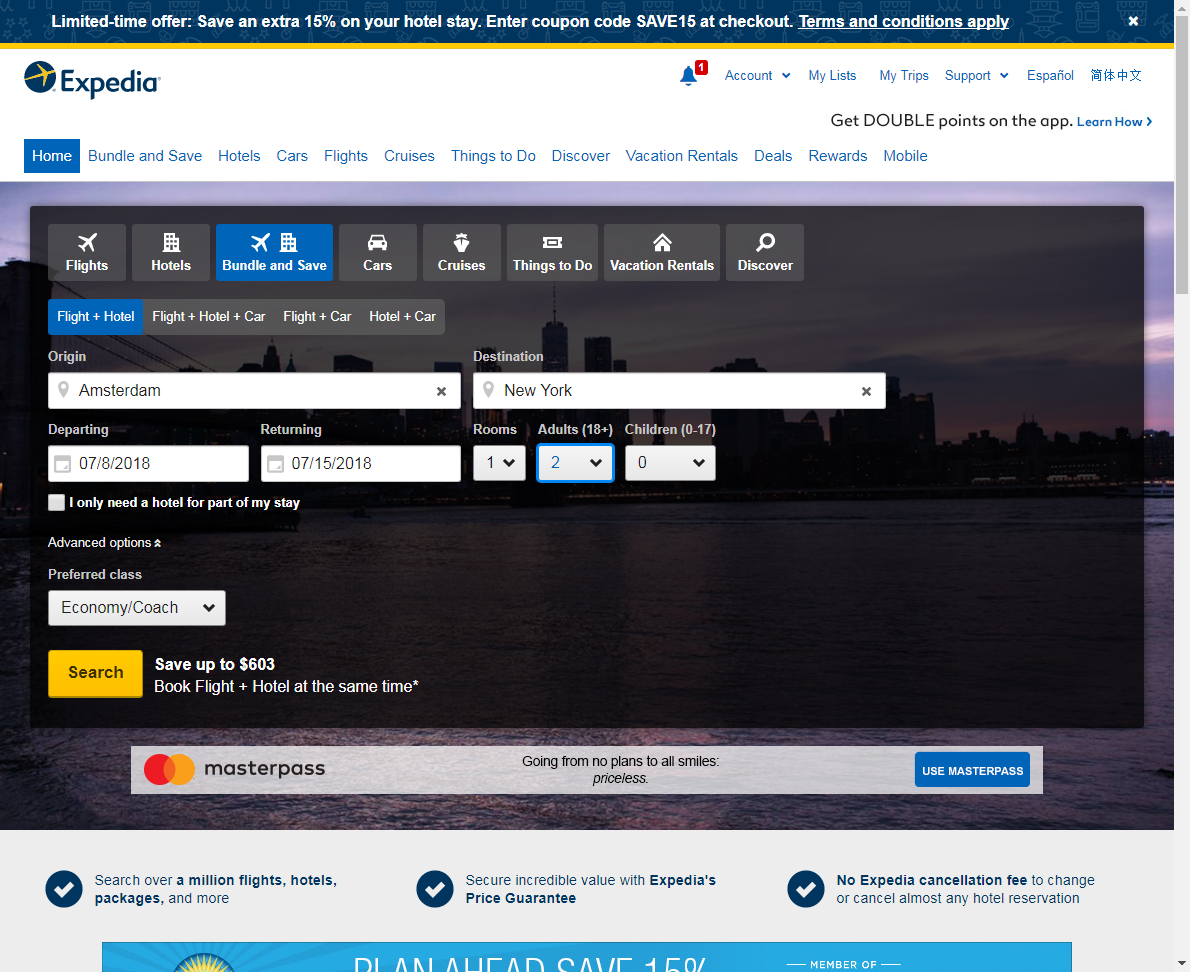 Limited-time offer: Save an extra 15% on your hotel stay. Enter coupon code SAVE15 at checkout. Terms and conditions apply
Expedia
1 Account My Lists My Trips Support Español 简体中文
Get DOUBLE points on the app. Learn How
Home Bundle and Save Hotels Cars Flights Cruises Things to Do Discover Vacation Rentals Deals Rewards Mobile
Flights Hotels Bundle and Save Cars Cruises Things to Do Vacation Rentals Discover
Flight + Hotel Flight + Hotel + Car Flight + Car Hotel + Car
Origin Destination
Amsterdam New York
Departing Returning Rooms Adults (18+) Children (0-17)
07/8/2018 07/15/2018 1 2 0
I only need a hotel for part of my stay
Advanced options
Preferred class
Economy/Coach
Search
Save up to $603
Book Flight + Hotel at the same time*
masterpass
Going from no plans to all smiles:
priceless.
USE MASTERPASS
Search over a million flights, hotels,
packages, and more
Secure incredible value with Expedia's
Price Guarantee
No Expedia cancellation fee to change
or cancel almost any hotel reservation
PLAN AHEAD SAVE 15%
MEMBER OF